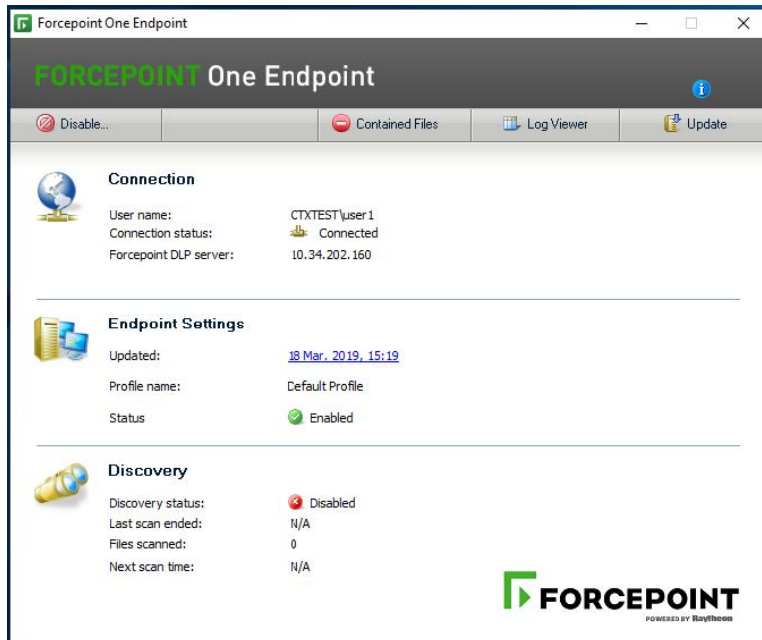 Forcepoint One Endpoint
FORCEPOINT One Endpoint
Disable... Contained Files Log Viewer Update
Connection
User name: CTXTEST\user1
Connection status: Connected
Forcepoint DLP server: 10.34.202.160
Endpoint Settings
Updated: 18 Mar. 2019, 15:19
Profile name: Default Profile
Status Enabled
Discovery
Discovery status: Disabled
Last scan ended: N/A
Files scanned: 0
Next scan time: N/A
FORCEPOINT
POWERED BY Raytheon